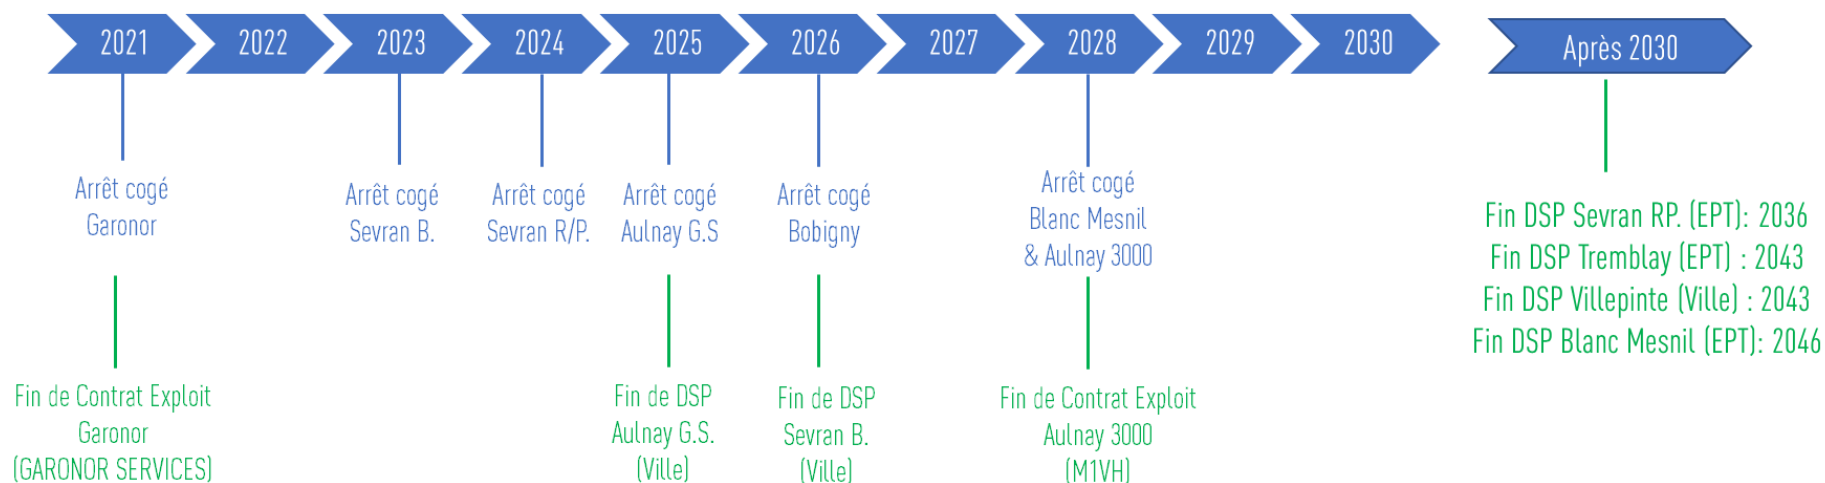 2021
2022
2023
2024
2025
2026
2027
2028
2029
2030
Après 2030
Arrêt cogé
Garonor
Arrêt cogé
Sevran B.
Arrêt cogé
Sevran R/P.
Arrêt cogé
Aulnay G.S
Arrêt cogé
Bobigny
Arrêt cogé
Blanc Mesnil
& Aulnay 3000
Fin DSP Sevran RP. (EPT): 2036
Fin DSP Tremblay (EPT) : 2043
Fin DSP Villepinte (Ville) : 2043
Fin DSP Blanc Mesnil (EPT): 2046
Fin de Contrat Exploit
Garonor
(GARONOR SERVICES)
Fin de DSP
Aulnay G.S.
(Ville)
Fin de DSP
Sevran B.
(Ville)
Fin de Contrat Exploit
Aulnay 3000
(M1VH)